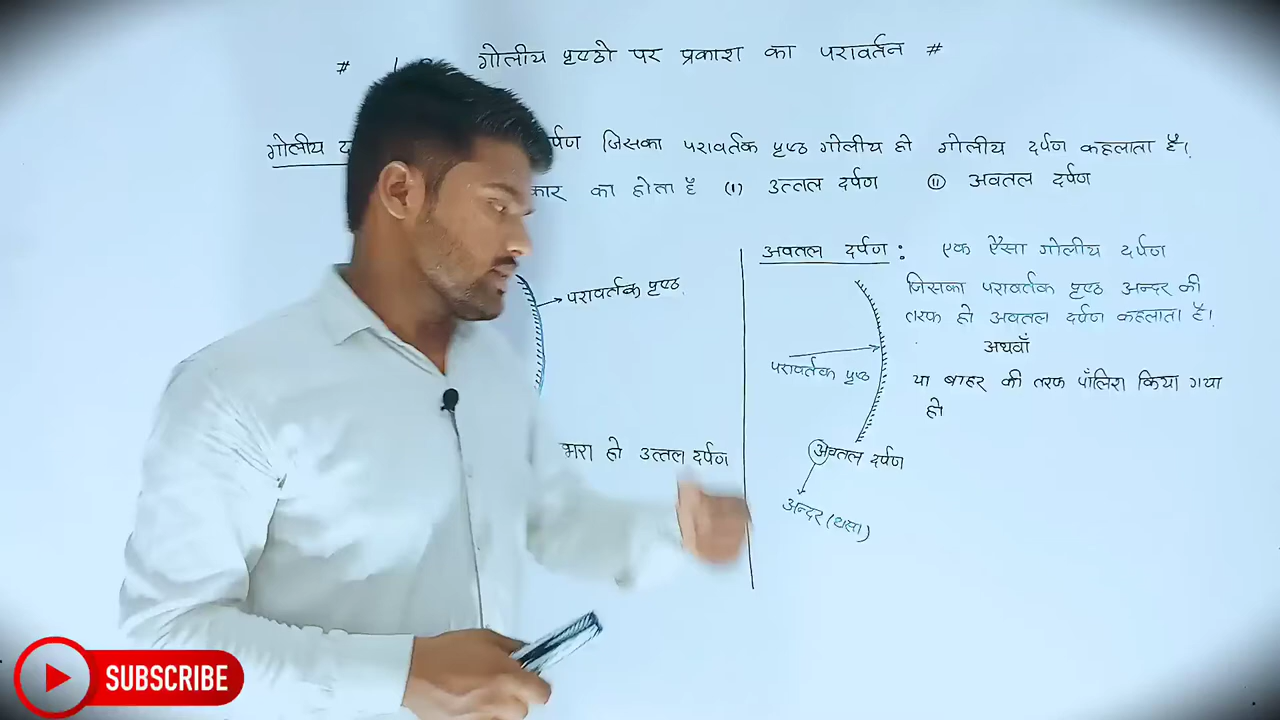 # गोलीय पृष्ठो पर प्रकाश का परावर्तन #
गोलीय र्पण जिसका परावर्तक पृष्ठ गोलीय हो गोलीय दर्पण कहलाता है।
कार का होता है (I) उत्तल दर्पण (II) अवतल दर्पण
परावर्तक पृष्ठ
भरा हो उत्तल दर्पण
अवतल दर्पण : एक ऐसा गोलीय दर्पण
जिसका परावर्तक पृष्ठ अन्दर की
तरफ हो अवतल दर्पण कहलाता है।
अथवाँ
या बाहर की तरफ पॉलिश किया गया
हो
परावर्तक पृष्ठ
अवतल दर्पण
अन्दर (धसा)
SUBSCRIBE